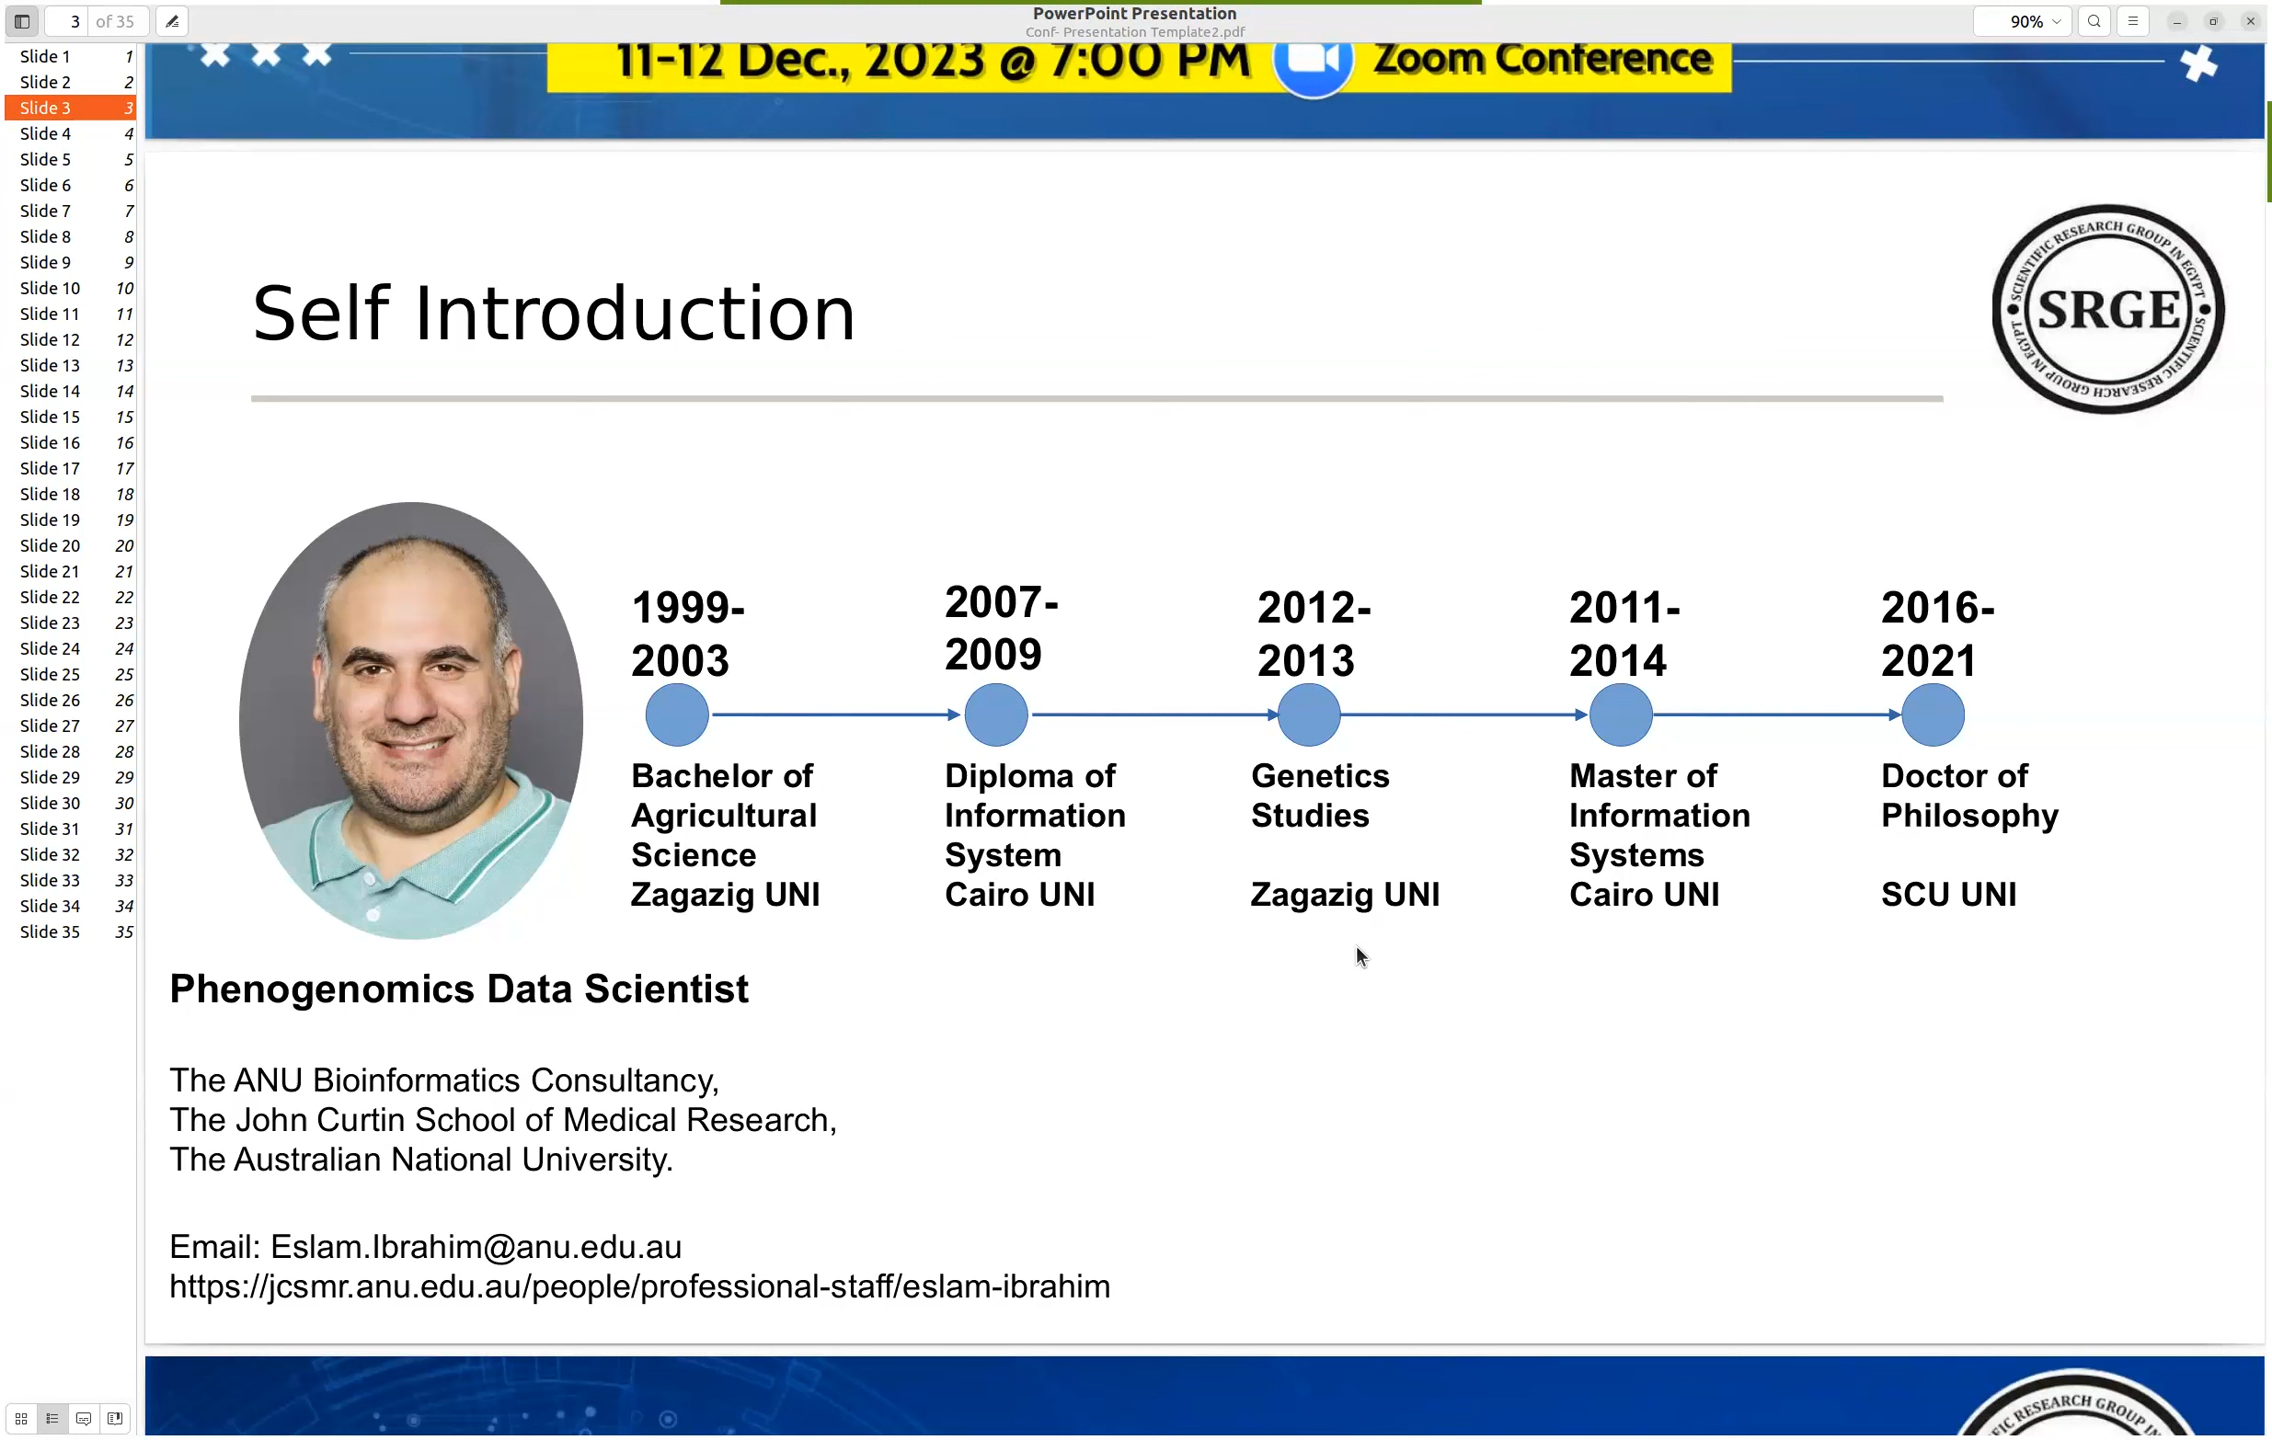 PowerPoint Presentation
Conf- Presentation Template2.pdf
3 of 35
90%
Slide 1 1
Slide 2 2
Slide 3 3
Slide 4 4
Slide 5 5
Slide 6 6
Slide 7 7
Slide 8 8
Slide 9 9
Slide 10 10
Slide 11 11
Slide 12 12
Slide 13 13
Slide 14 14
Slide 15 15
Slide 16 16
Slide 17 17
Slide 18 18
Slide 19 19
Slide 20 20
Slide 21 21
Slide 22 22
Slide 23 23
Slide 24 24
Slide 25 25
Slide 26 26
Slide 27 27
Slide 28 28
Slide 29 29
Slide 30 30
Slide 31 31
Slide 32 32
Slide 33 33
Slide 34 34
Slide 35 35
11-12 Dec., 2023 @ 7:00 PM Zoom Conference
Self Introduction
SCIENTIFIC RESEARCH GROUP IN EGYPT
SRGE
SCIENTIFIC RESEARCH GROUP IN EGYPT
1999-
2003
Bachelor of
Agricultural
Science
Zagazig UNI
2007-
2009
Diploma of
Information
System
Cairo UNI
2012-
2013
Genetics
Studies
Zagazig UNI
2011-
2014
Master of
Information
Systems
Cairo UNI
2016-
2021
Doctor of
Philosophy
SCU UNI
Phenogenomics Data Scientist
The ANU Bioinformatics Consultancy,
The John Curtin School of Medical Research,
The Australian National University.
Email: Eslam.Ibrahim@anu.edu.au
https://jcsmr.anu.edu.au/people/professional-staff/eslam-ibrahim
RESEARCH GROUP IN